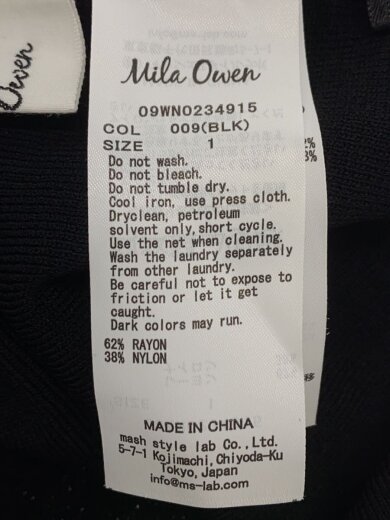 Owen
Mila Owen
09WN0234915
COL 009(BLK)
SIZE 1
Do not wash.
Do not bleach.
Do not tumble dry.
Cool iron, use press cloth.
Dryclean, petroleum
solvent only, short cycle.
Use the net when cleaning.
Wash the laundry separately
from other laundry.
Be careful not to expose to
friction or let it get
caught.
Dark colors may run.
62% RAYON
38% NYLON
MADE IN CHINA
mash style lab Co., Ltd.
5-7-1 Kojimachi, Chiyoda-Ku
Tokyo, Japan
info@ms-lab.com